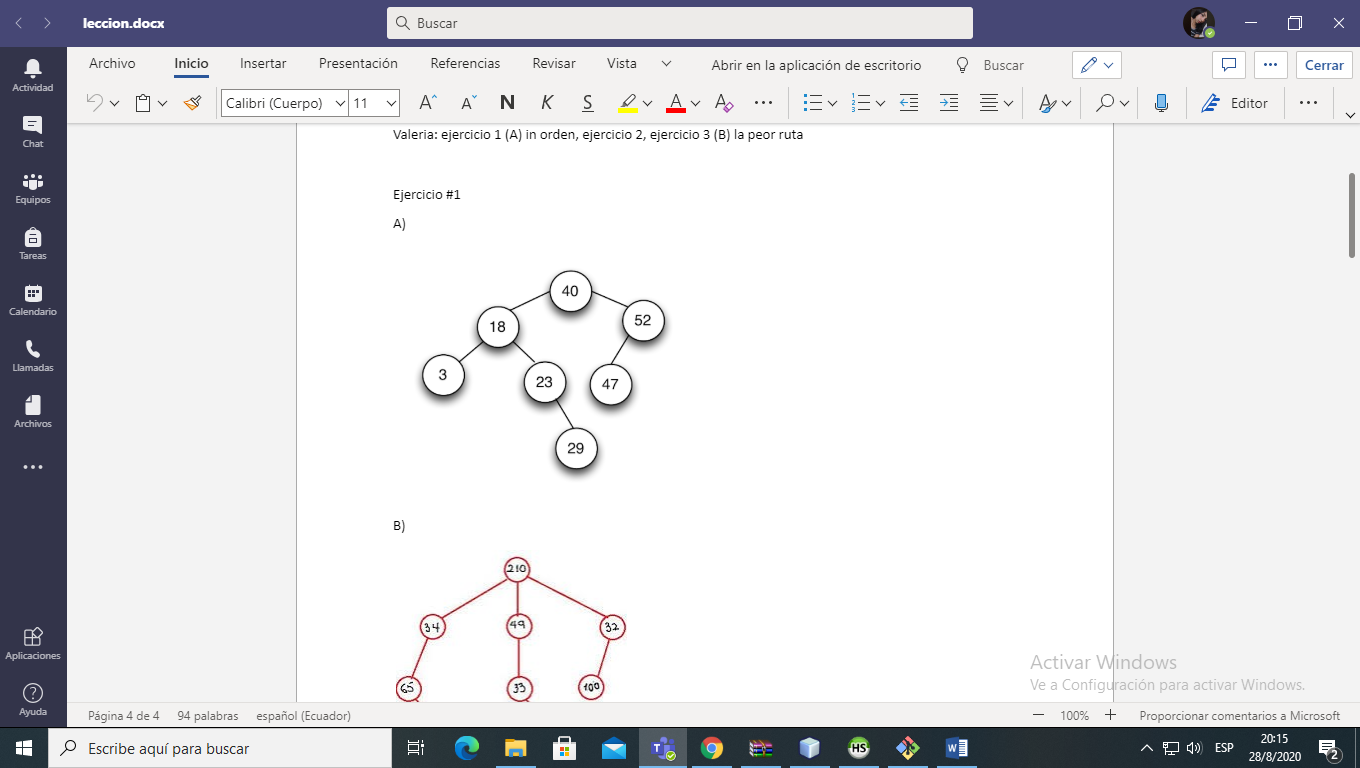 leccion.docx
Buscar
Actividad
Chat
Equipos
Tareas
Calendario
Llamadas
Archivos
Aplicaciones
Ayuda
Archivo Inicio Insertar Presentación Referencias Revisar Vista Abrir en la aplicación de escritorio Buscar Cerrar
Calibri (Cuerpo) 11 N K S A Editor
Valeria: ejercicio 1 (A) in orden, ejercicio 2, ejercicio 3 (B) la peor ruta
Ejercicio #1
A)
40
52
18
3
23
47
29
B)
210
34 49 32
65 33 100
Activar Windows
Ve a Configuración para activar Windows.
Página 4 de 4 94 palabras español (Ecuador) 100% Proporcionar comentarios a Microsoft
Escribe aquí para buscar
HS
ESP
20:15
28/8/2020
2